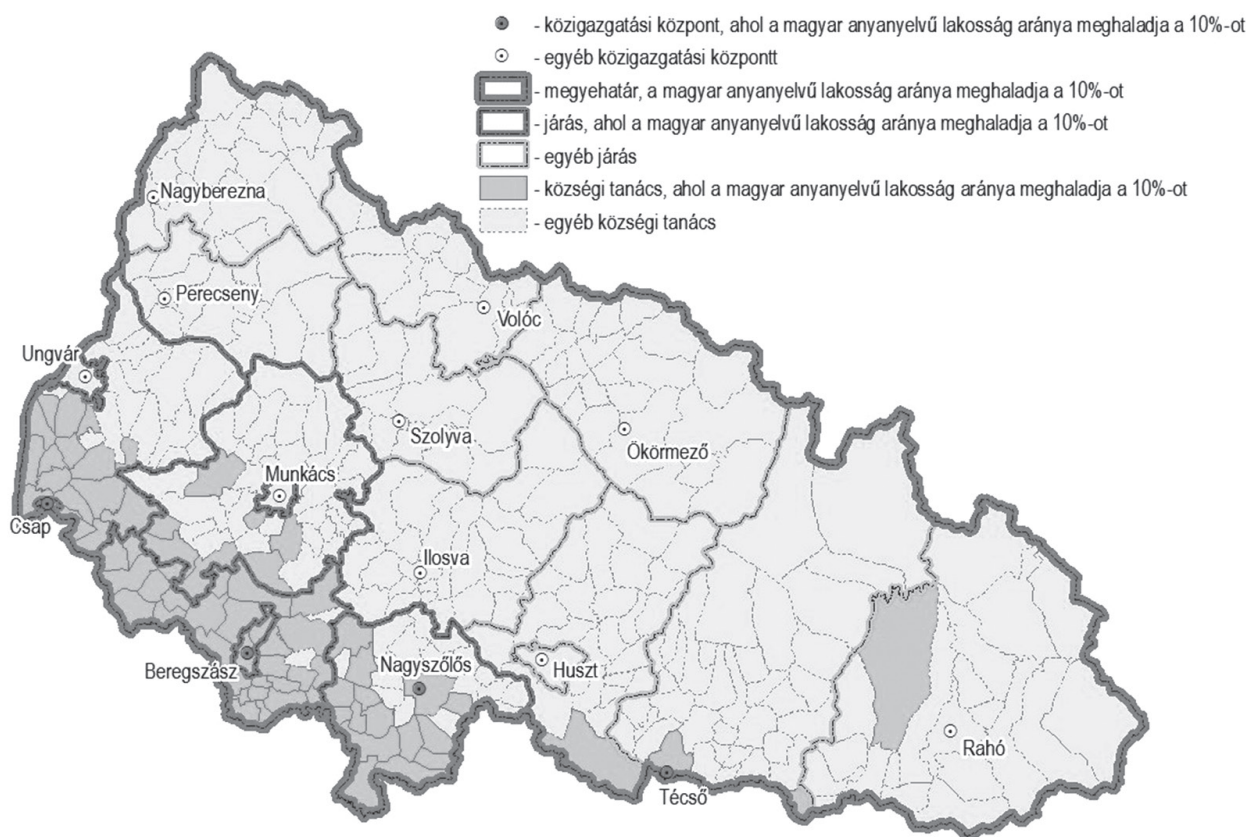 - közigazgatási központ, ahol a magyar anyanyelvű lakosság aránya meghaladja a 10%-ot
- egyéb közigazgatási központt
- megyehatár, a magyar anyanyelvű lakosság aránya meghaladja a 10%-ot
- járás, ahol a magyar anyanyelvű lakosság aránya meghaladja a 10%-ot
- egyéb járás
- községi tanács, ahol a magyar anyanyelvű lakosság aránya meghaladja a 10%-ot
- egyéb községi tanács
Nagyberezna
Perecseny
Volóc
Ungvár
Szolyva
Ökörmező
Munkács
Csap
Ilosva
Beregszász
Nagyszőlős
Huszt
Rahó
Técső